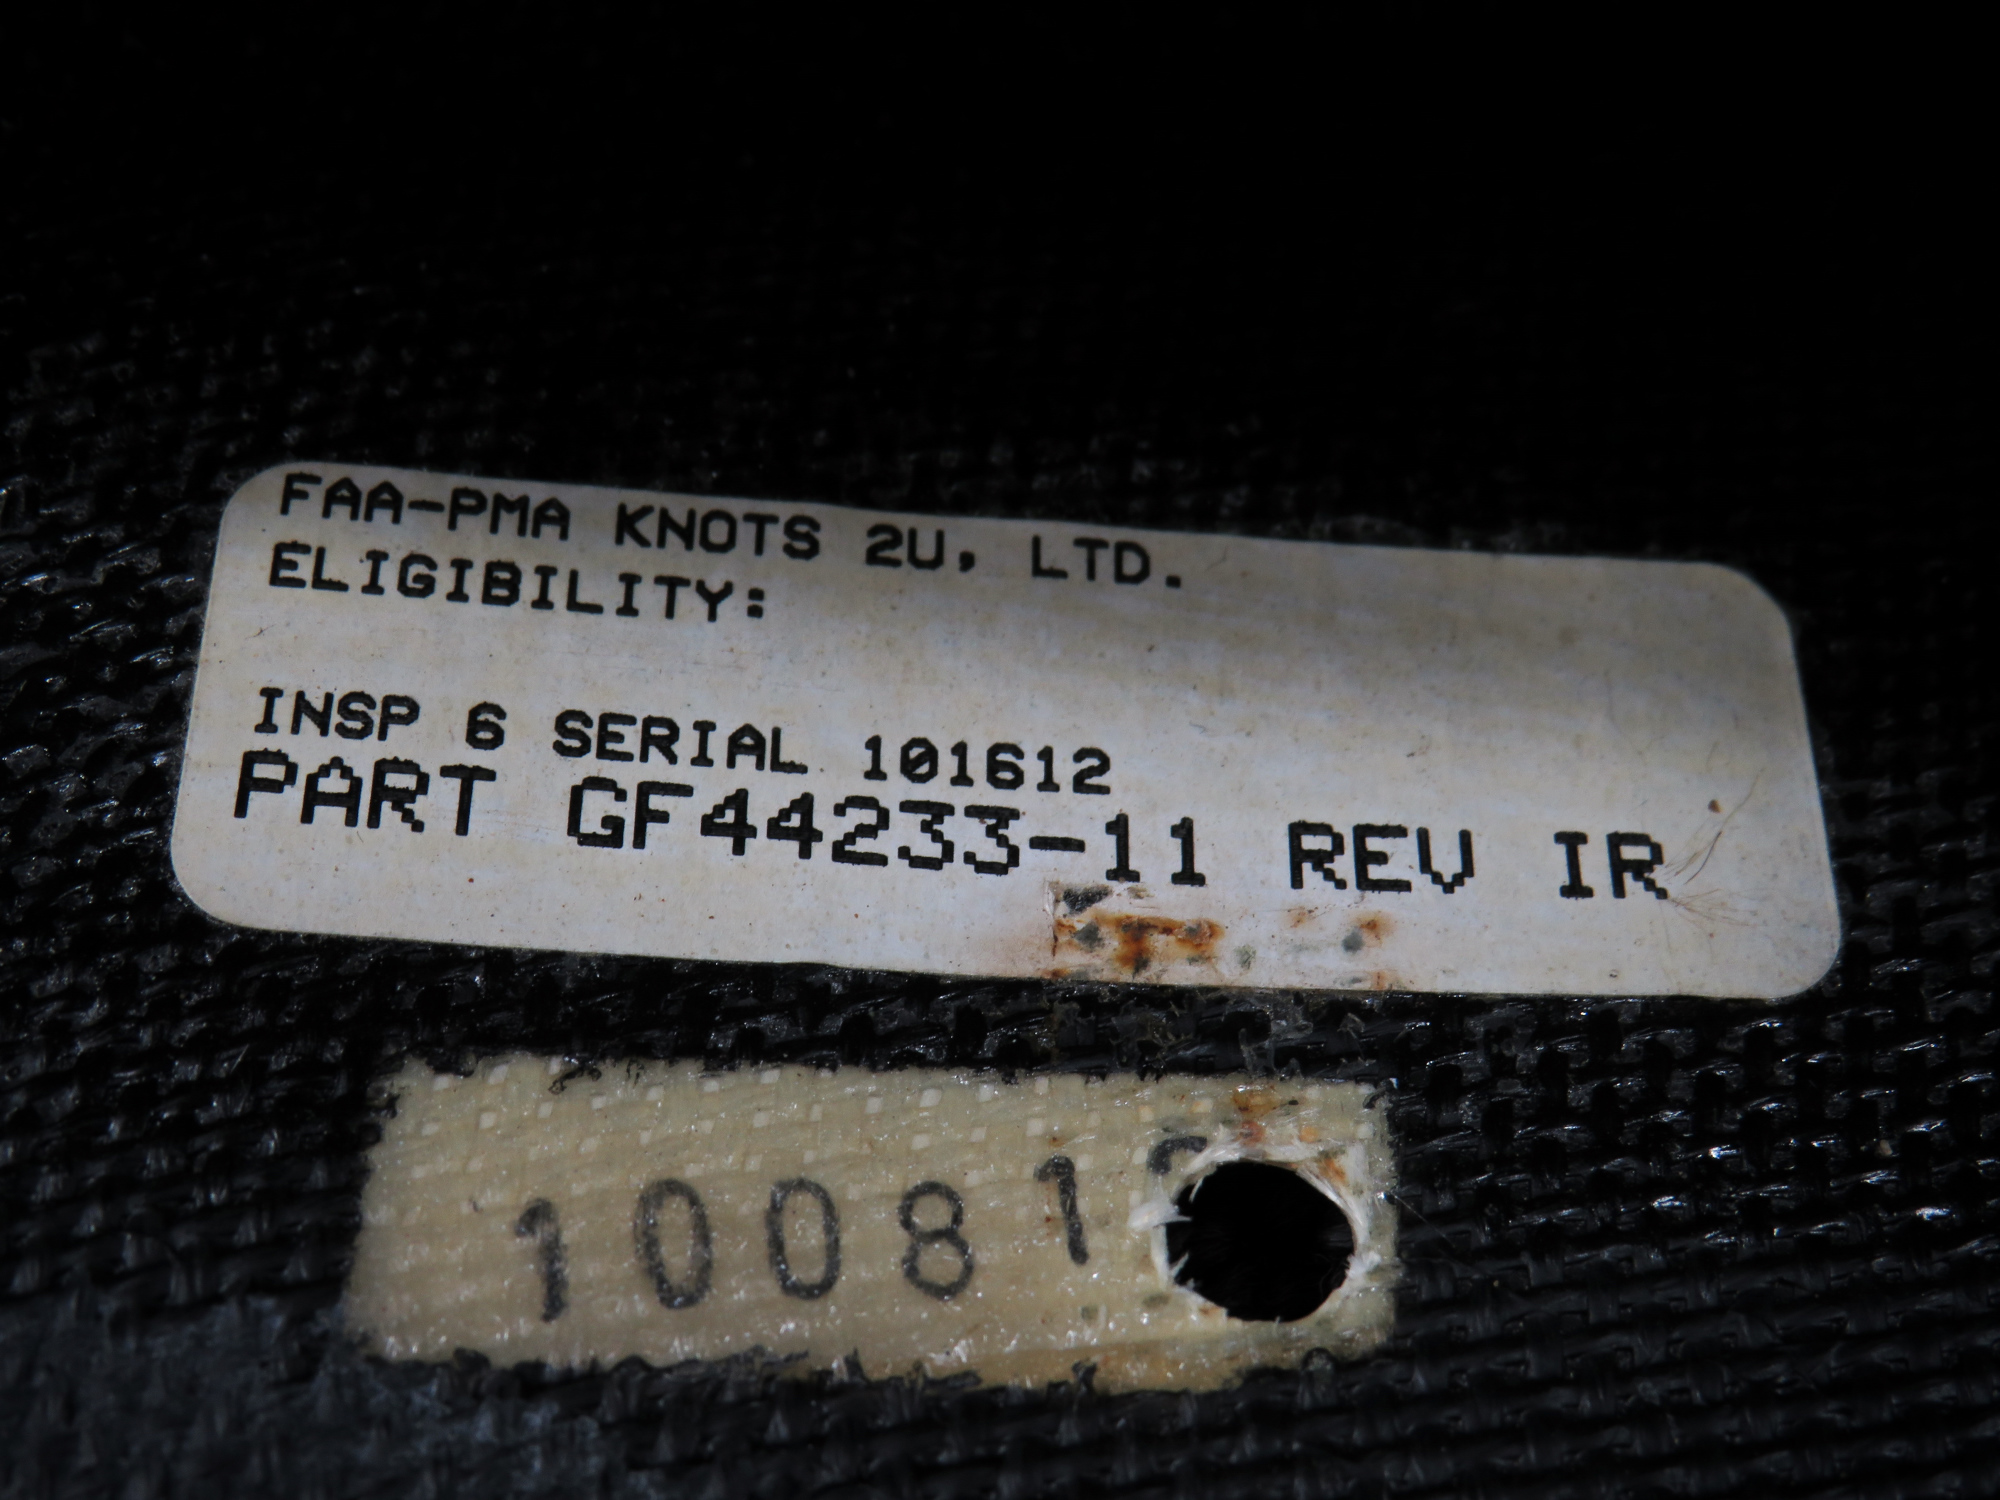 FAA-PMA KNOTS 2U, LTD.
ELIGIBILITY:
INSP 6 SERIAL 101612
PART GF44233-11 REV IR
10081